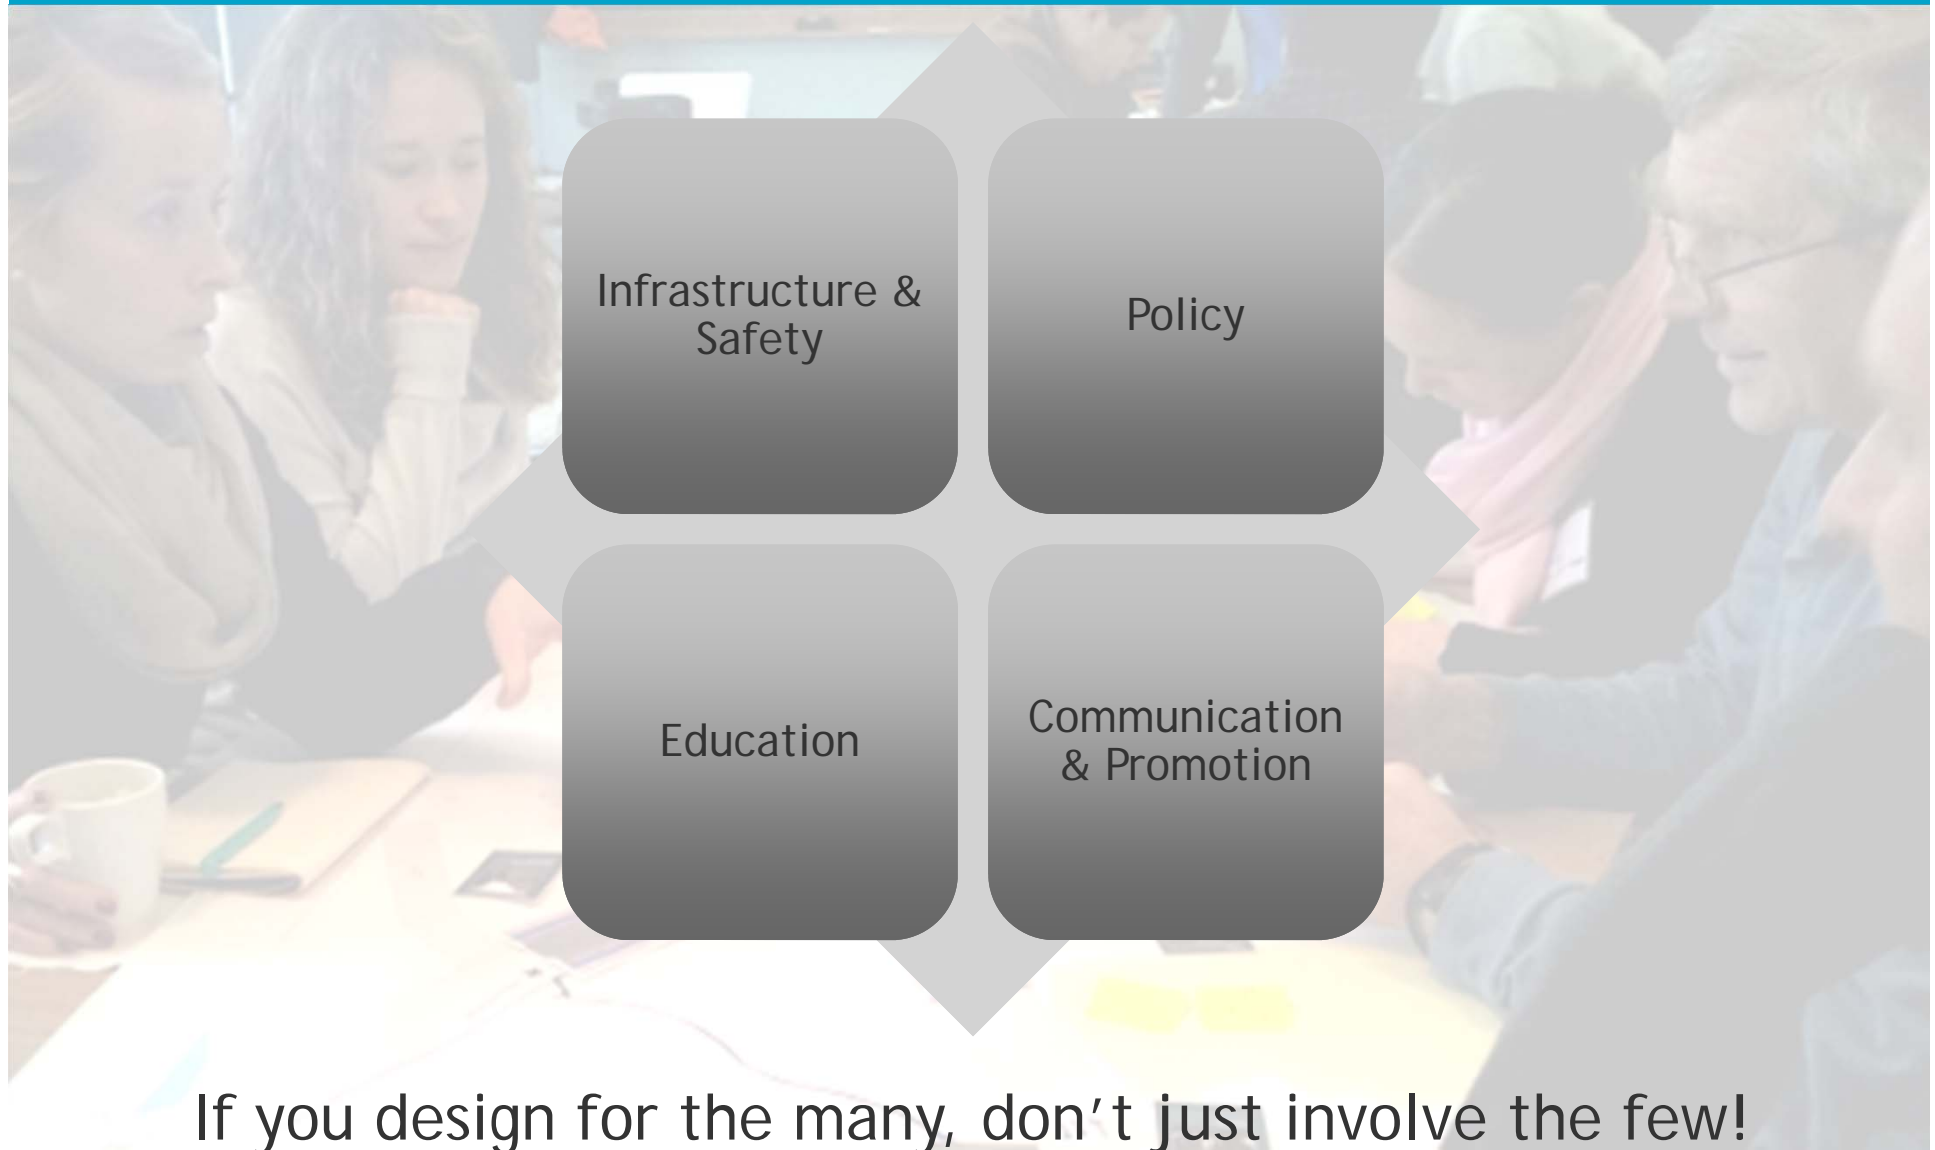 Infrastructure &
Safety
Policy
Education
Communication
& Promotion
If you design for the many, don't just involve the few!